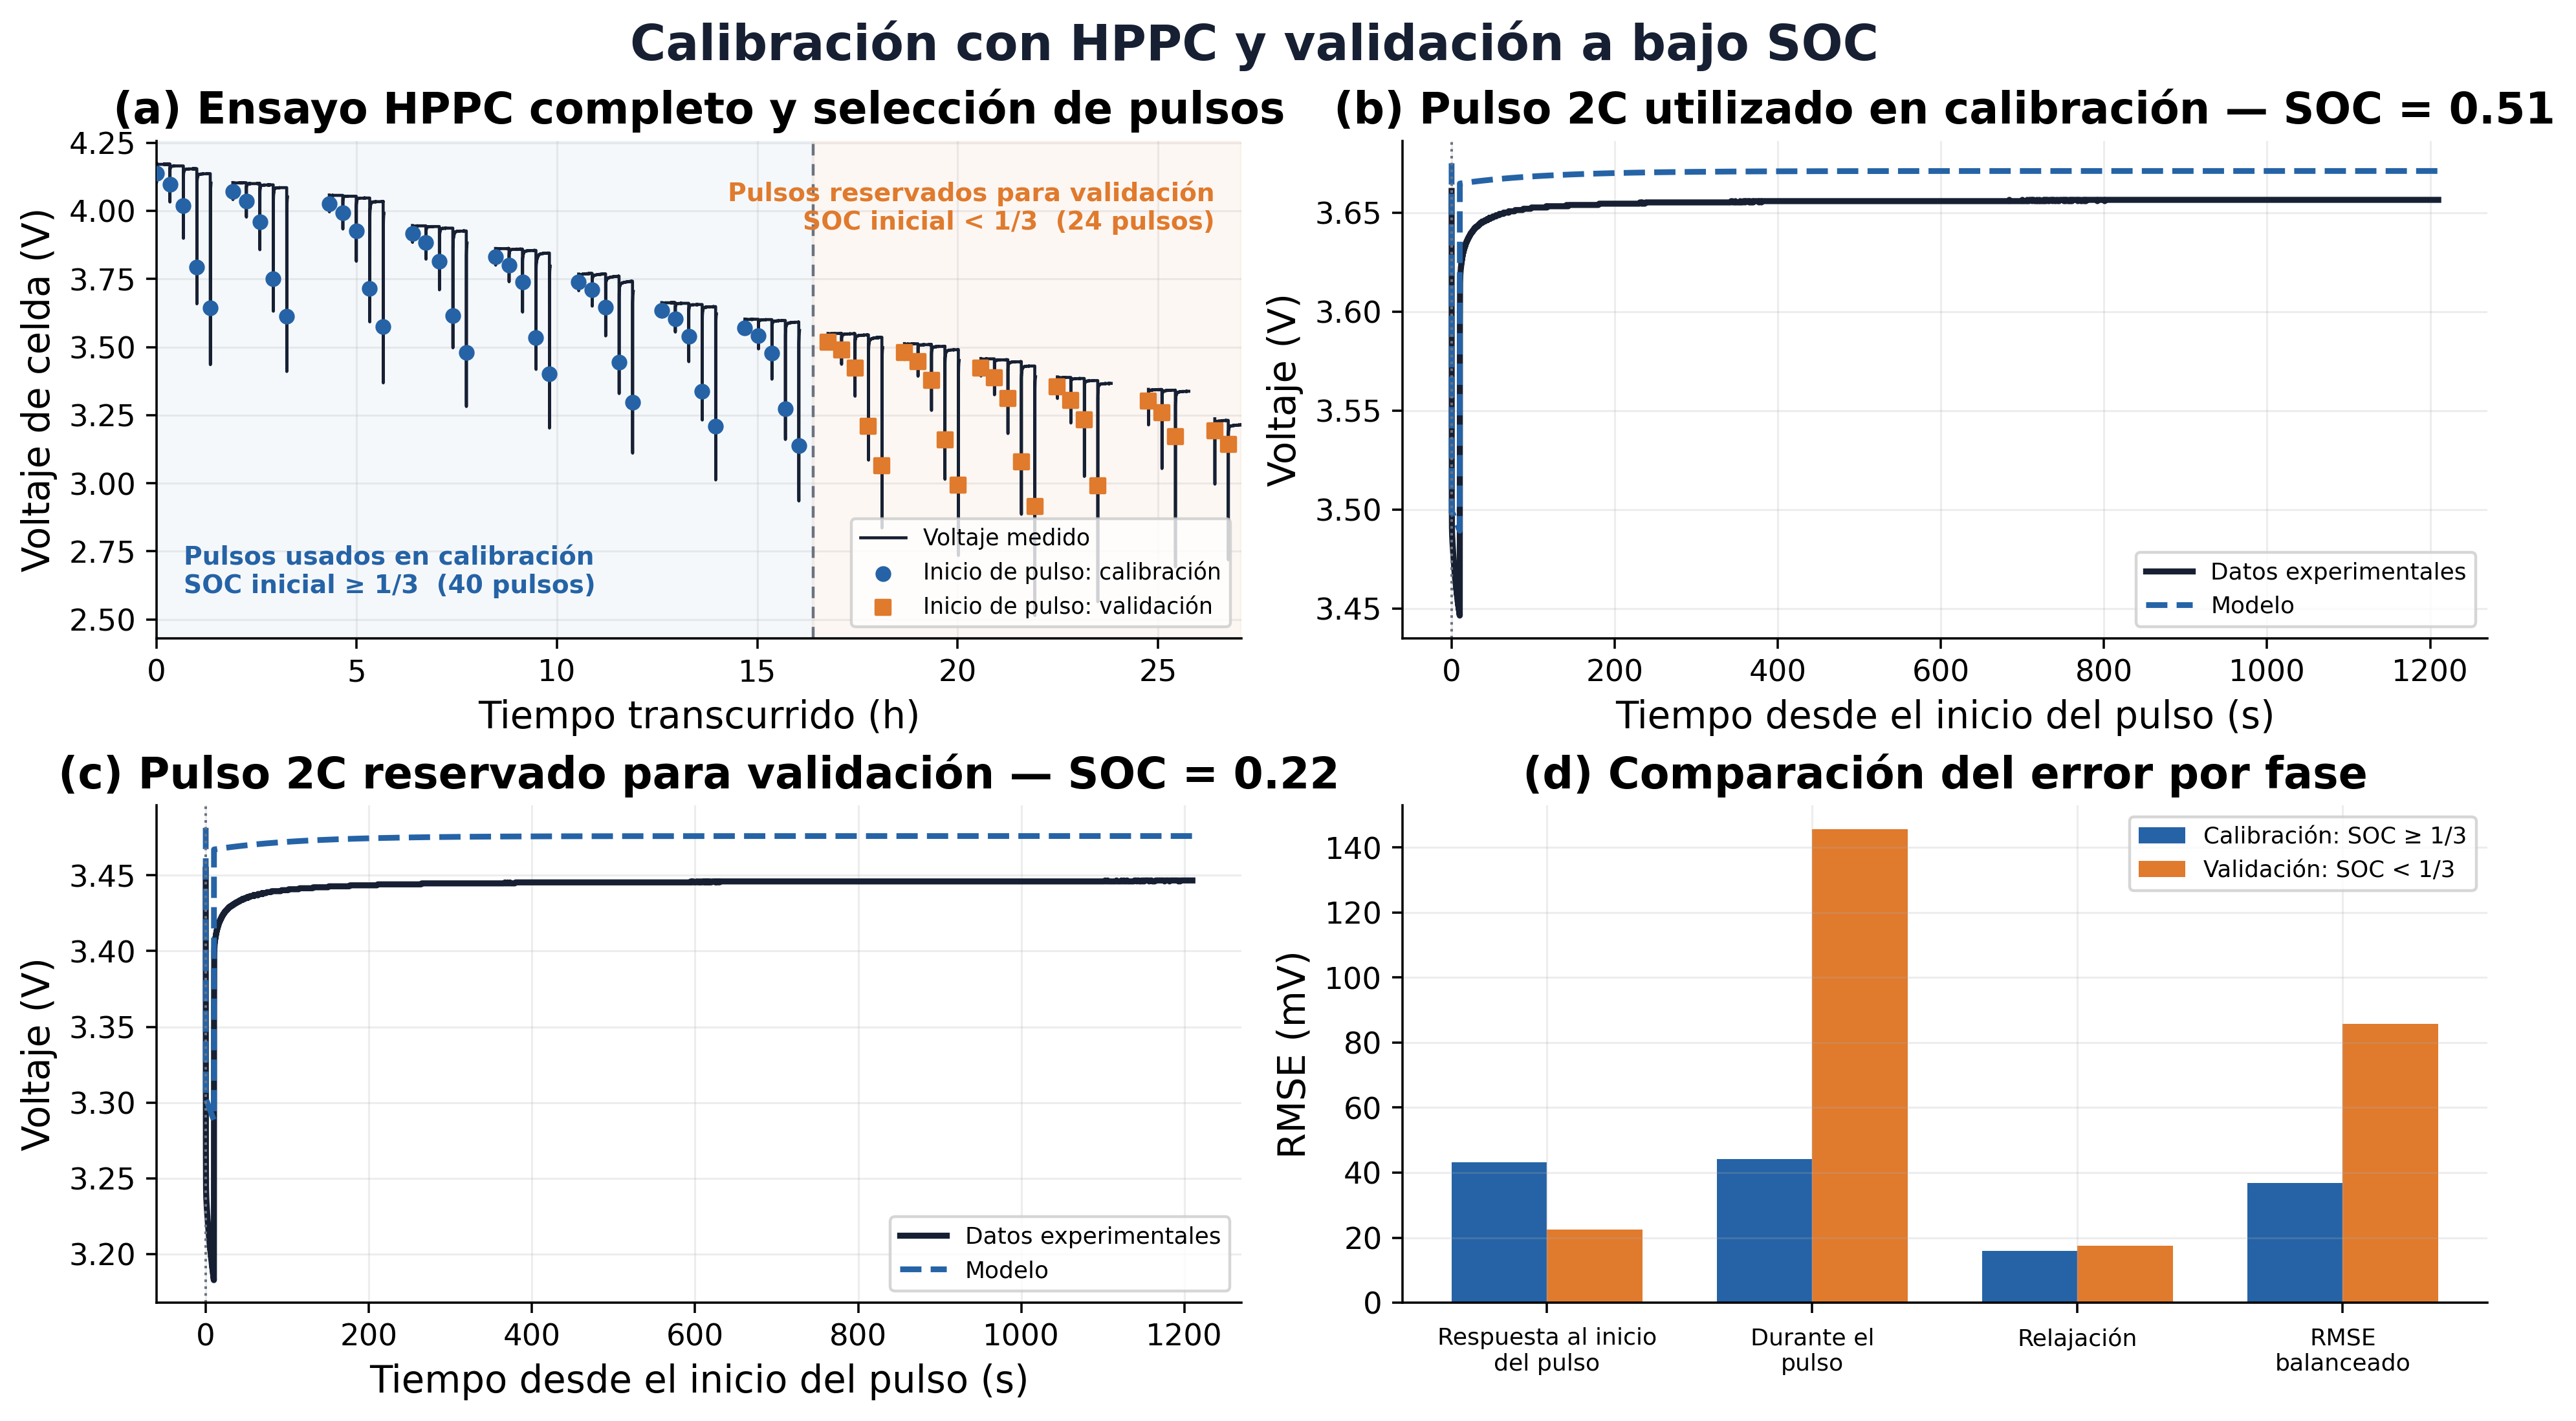 Calibración con HPPC y validación a bajo SOC
(a) Ensayo HPPC completo y selección de pulsos
Voltaje de celda (V)
4.25
4.00
3.75
3.50
3.25
3.00
2.75
2.50
Pulsos reservados para validación
SOC inicial < 1/3  (24 pulsos)
Pulsos usados en calibración
SOC inicial ≥ 1/3  (40 pulsos)
Voltaje medido
Inicio de pulso: calibración
Inicio de pulso: validación
0 5 10 15 20 25
Tiempo transcurrido (h)
(b) Pulso 2C utilizado en calibración — SOC = 0.51
Voltaje (V)
3.65
3.60
3.55
3.50
3.45
Datos experimentales
Modelo
0 200 400 600 800 1000 1200
Tiempo desde el inicio del pulso (s)
(c) Pulso 2C reservado para validación — SOC = 0.22
Voltaje (V)
3.45
3.40
3.35
3.30
3.25
3.20
Datos experimentales
Modelo
0 200 400 600 800 1000 1200
Tiempo desde el inicio del pulso (s)
(d) Comparación del error por fase
RMSE (mV)
140
120
100
80
60
40
20
0
Calibración: SOC ≥ 1/3
Validación: SOC < 1/3
Respuesta al inicio
del pulso
Durante el
pulso
Relajación
RMSE
balanceado